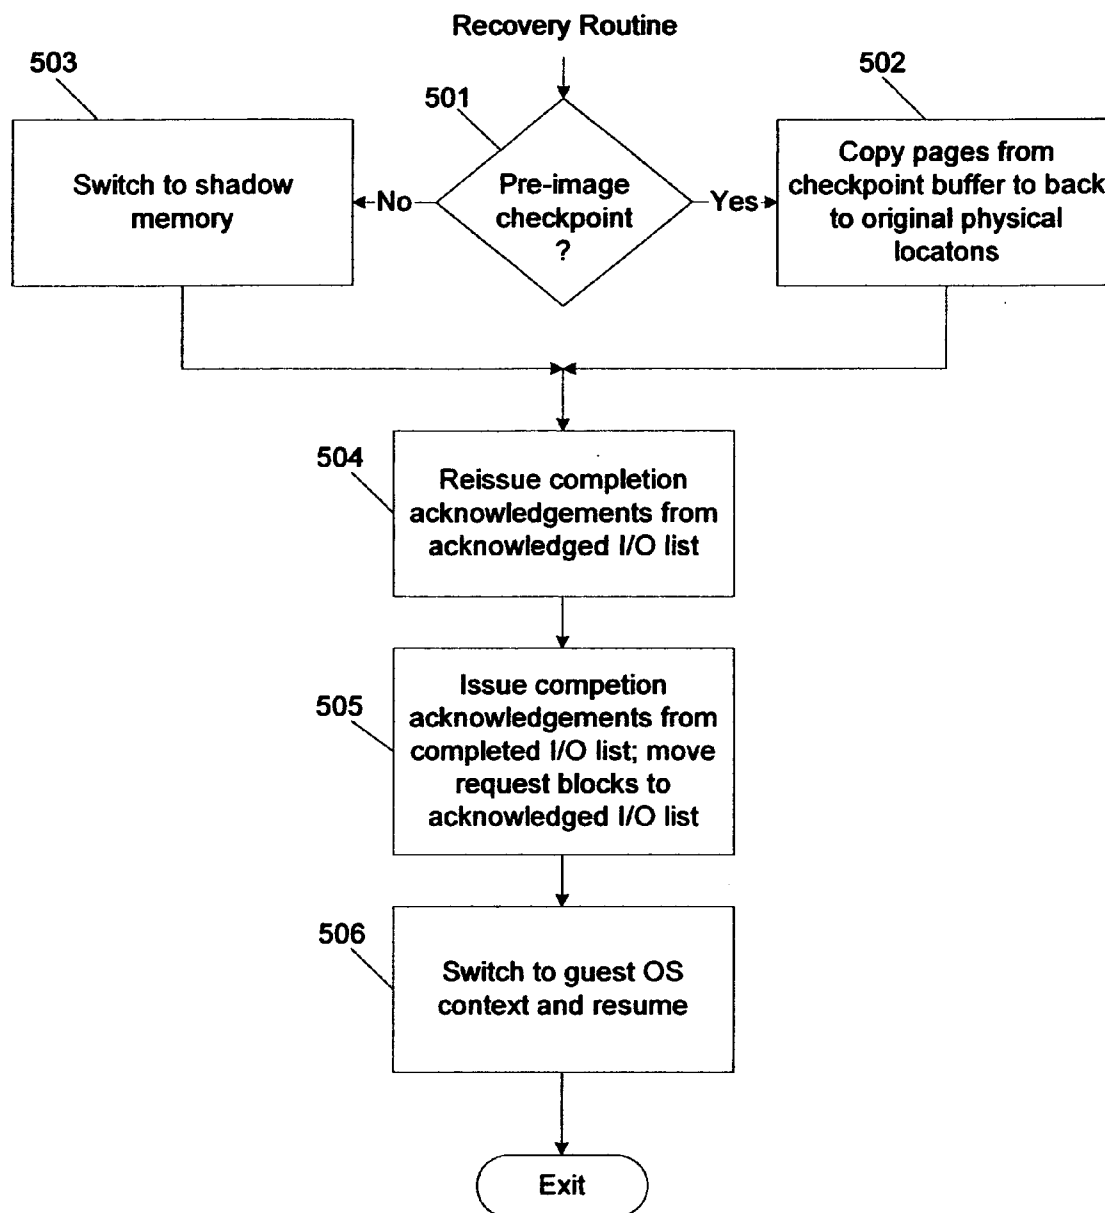 Recovery Routine
503
501
502
Switch to shadow
memory
No
Pre-image
checkpoint
?
Yes
Copy pages from
checkpoint buffer to back
to original physical
locatons
504
Reissue completion
acknowledgements from
acknowledged I/O list
505
Issue competion
acknowledgements from
completed I/O list; move
request blocks to
acknowledged I/O list
506
Switch to guest OS
context and resume
Exit